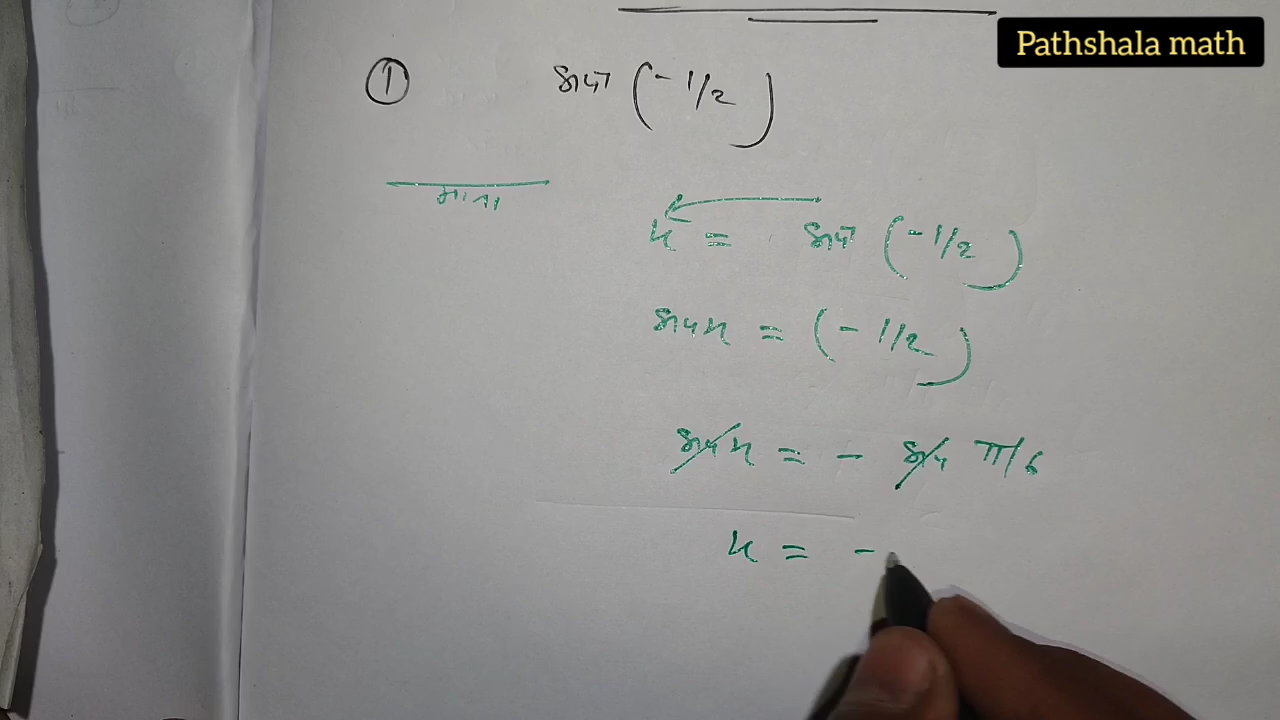 Pathshala math
① sin⁻¹ (-1/2)
माना
x = sin⁻¹ (-1/2)
sin x = (-1/2)
sin x = - sin π/6
x = -